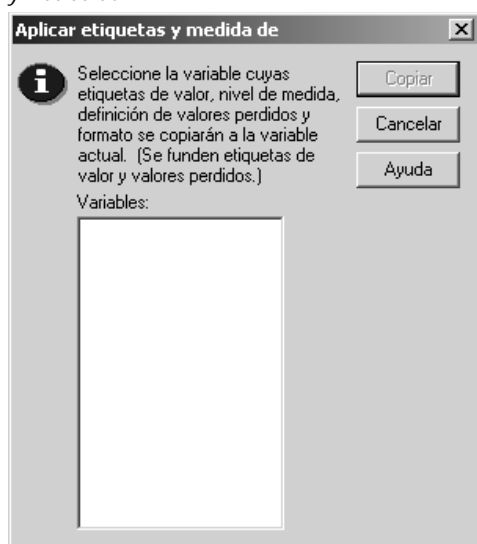 Aplicar etiquetas y medida de
Seleccione la variable cuyas
etiquetas de valor, nivel de medida,
definición de valores perdidos y
formato se copiarán a la variable
actual. (Se funden etiquetas de
valor y valores perdidos.)
Variables:
Copiar
Cancelar
Ayuda